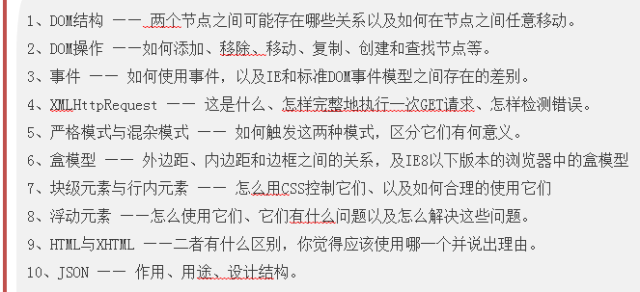 1、DOM结构 —— 两个节点之间可能存在哪些关系以及如何在节点之间任意移动。
2、DOM操作 ——如何添加、移除、移动、复制、创建和查找节点等。
3、事件 —— 如何使用事件，以及IE和标准DOM事件模型之间存在的差别。
4、XMLHttpRequest —— 这是什么、怎样完整地执行一次GET请求、怎样检测错误。
5、严格模式与混杂模式 —— 如何触发这两种模式，区分它们有何意义。
6、盒模型 —— 外边距、内边距和边框之间的关系，及IE8以下版本的浏览器中的盒模型
7、块级元素与行内元素 —— 怎么用CSS控制它们、以及如何合理的使用它们
8、浮动元素 ——怎么使用它们、它们有什么问题以及怎么解决这些问题。
9、HTML与XHTML ——二者有什么区别，你觉得应该使用哪一个并说出理由。
10、JSON —— 作用、用途、设计结构。